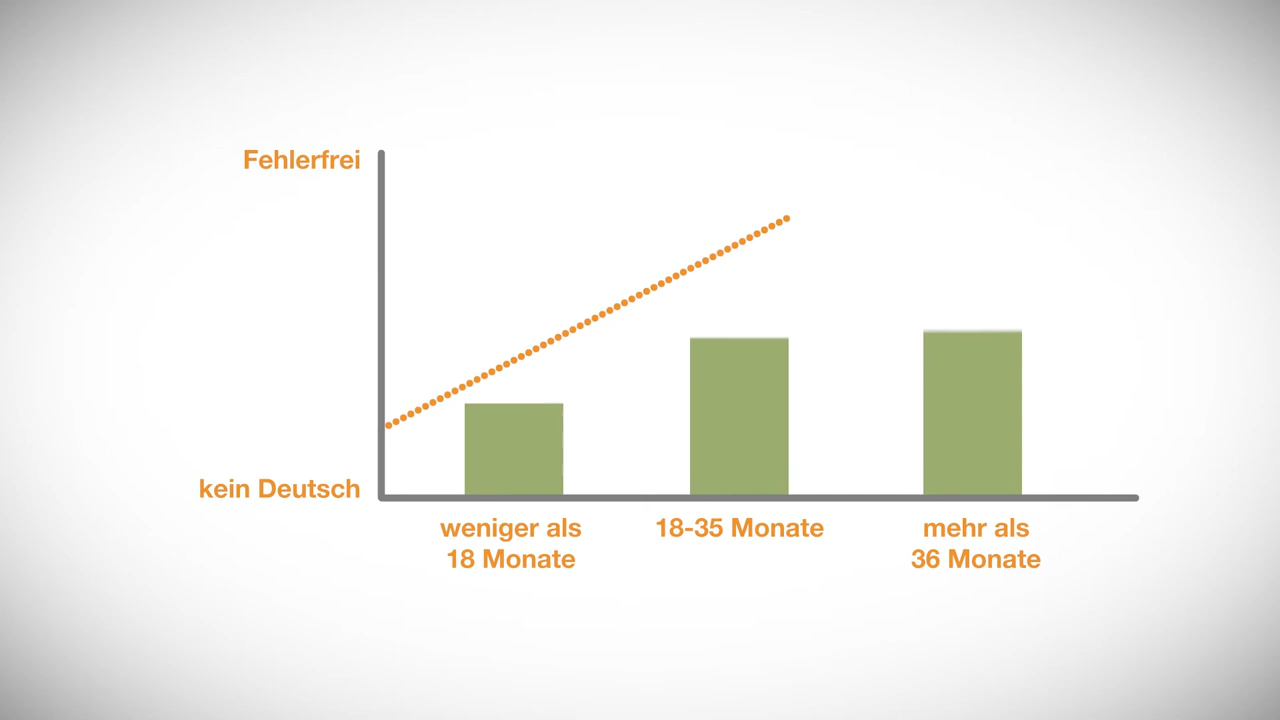 Fehlerfrei
kein Deutsch
weniger als
18 Monate
18-35 Monate
mehr als
36 Monate